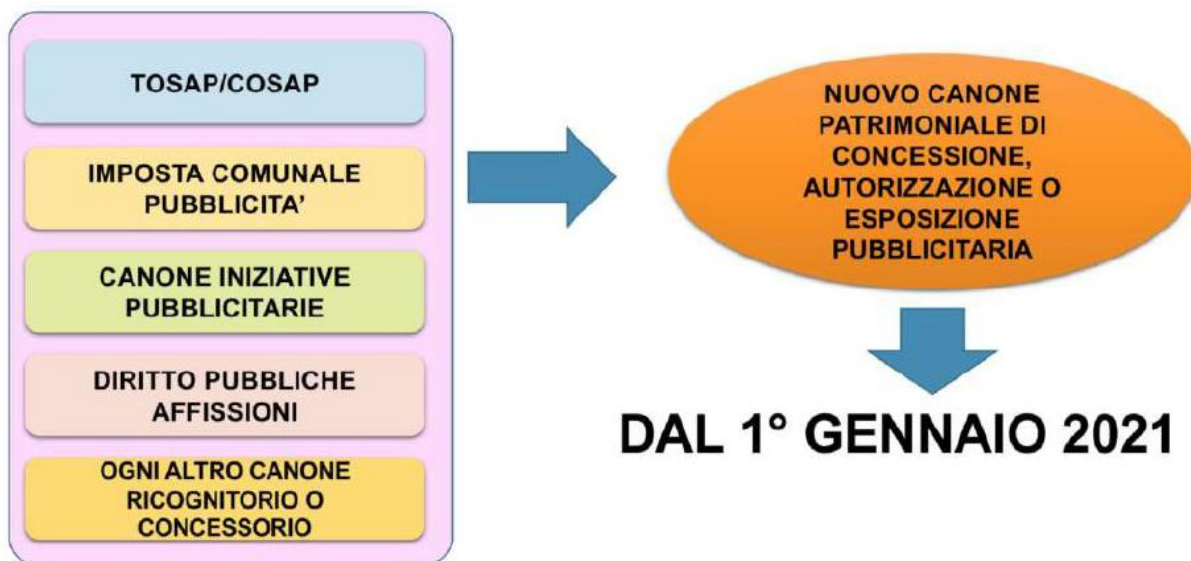 TOSAP/COSAP
IMPOSTA COMUNALE
PUBBLICITA'
CANONE INIZIATIVE
PUBBLICITARIE
DIRITTO PUBBLICHE
AFFISSIONI
OGNI ALTRO CANONE
RICOGNITORIO O
CONCESSORIO
NUOVO CANONE
PATRIMONIALE DI
CONCESSIONE,
AUTORIZZAZIONE O
ESPOSIZIONE
PUBBLICITARIA
DAL 1° GENNAIO 2021